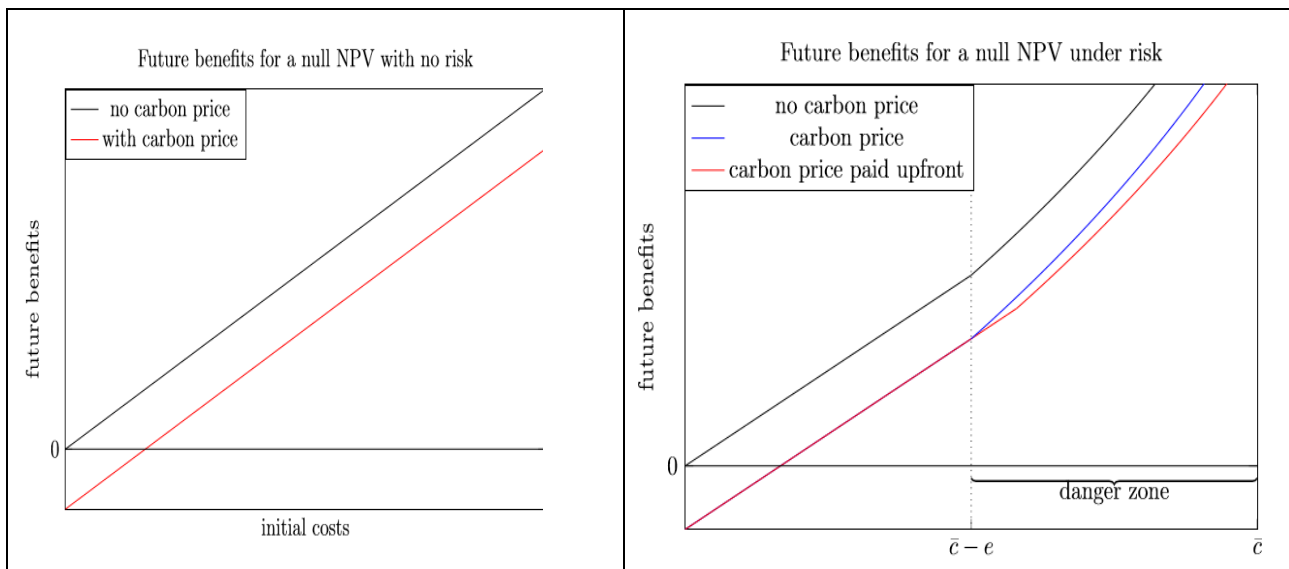 Future benefits for a null NPV with no risk
no carbon price
with carbon price
future benefits
0
initial costs
Future benefits for a null NPV under risk
no carbon price
carbon price
carbon price paid upfront
future benefits
0
danger zone
c̄ − e
c̄